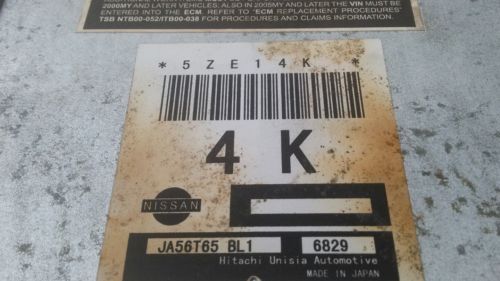 2000MY AND LATER VEHICLES. ALSO IN 2005MY AND LATER THE VIN MUST BE
ENTERED INTO THE ECM. REFER TO "ECM REPLACEMENT PROCEDURES"
TSB NTB00-052/ITB00-038 FOR PROCEDURES AND CLAIMS INFORMATION.
*5ZE14K*
4 K
NISSAN
JA56T65 BL1 6829
Hitachi Unisia Automotive
MADE IN JAPAN